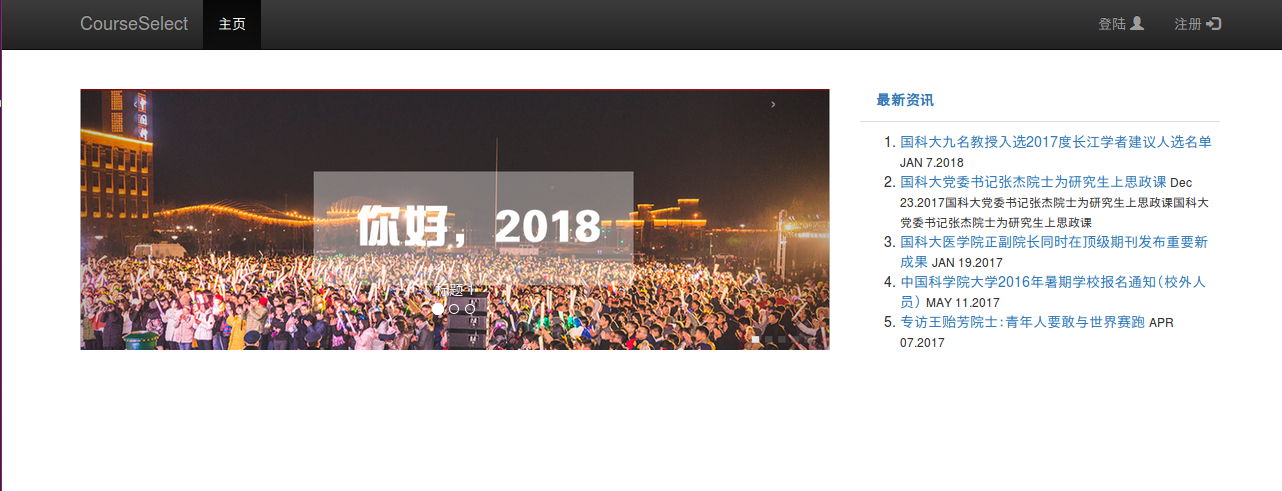 CourseSelect 主页 登陆 注册
你好，2018
标题 1
最新资讯
1. 国科大九名教授入选2017度长江学者建议人选名单
JAN 7.2018
2. 国科大党委书记张杰院士为研究生上思政课 Dec
23.2017国科大党委书记张杰院士为研究生上思政课国科大
党委书记张杰院士为研究生上思政课
3. 国科大医学院正副院长同时在顶级期刊发布重要新
成果 JAN 19.2017
4. 中国科学院大学2016年暑期学校报名通知（校外人
员） MAY 11.2017
5. 专访王贻芳院士：青年人要敢与世界赛跑 APR
07.2017